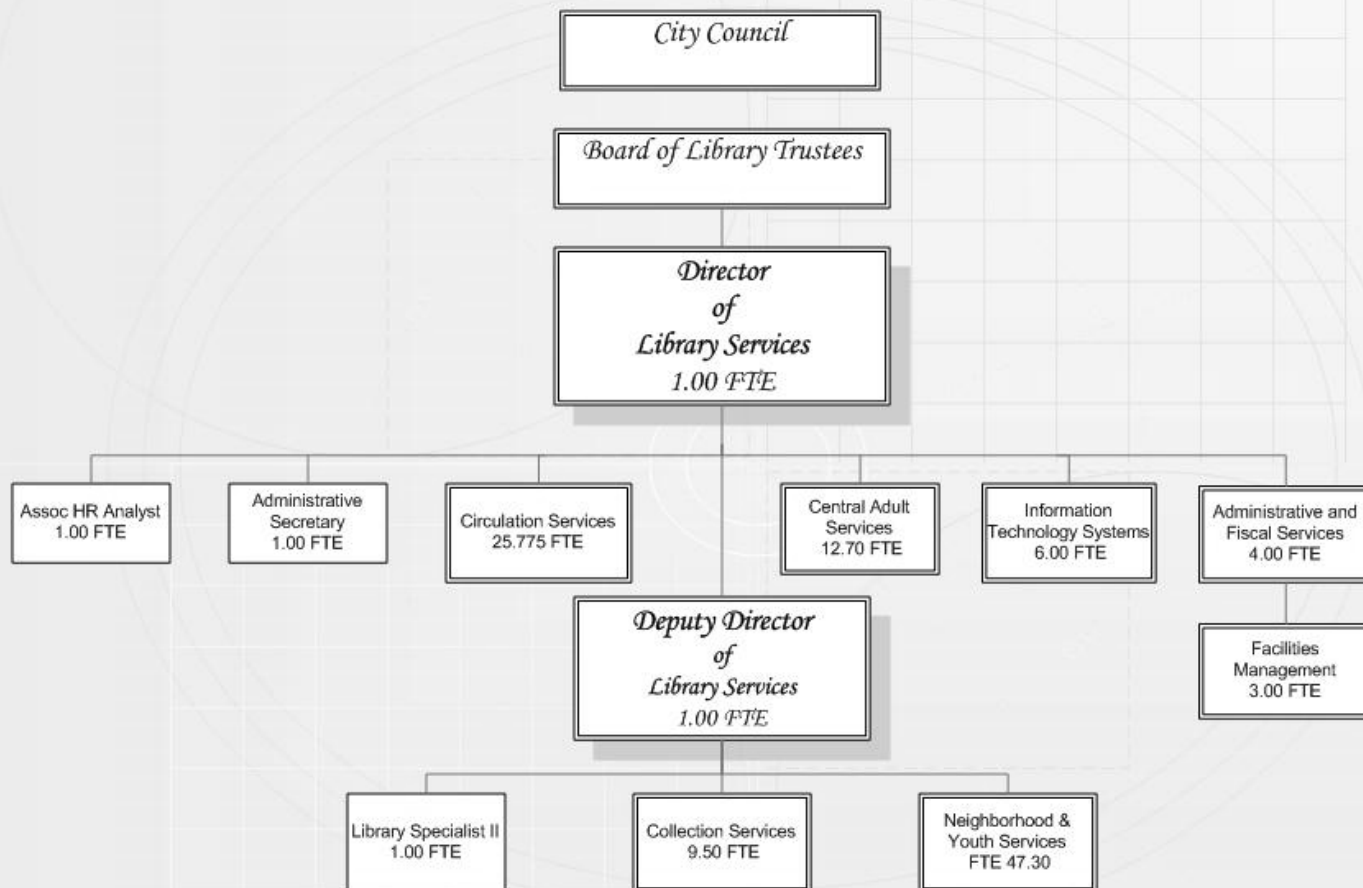 City Council
Board of Library Trustees
Director
of
Library Services
1.00 FTE
Assoc HR Analyst
1.00 FTE
Administrative
Secretary
1.00 FTE
Circulation Services
25.775 FTE
Central Adult
Services
12.70 FTE
Information
Technology Systems
6.00 FTE
Administrative and
Fiscal Services
4.00 FTE
Deputy Director
of
Library Services
1.00 FTE
Facilities
Management
3.00 FTE
Library Specialist II
1.00 FTE
Collection Services
9.50 FTE
Neighborhood &
Youth Services
FTE 47.30